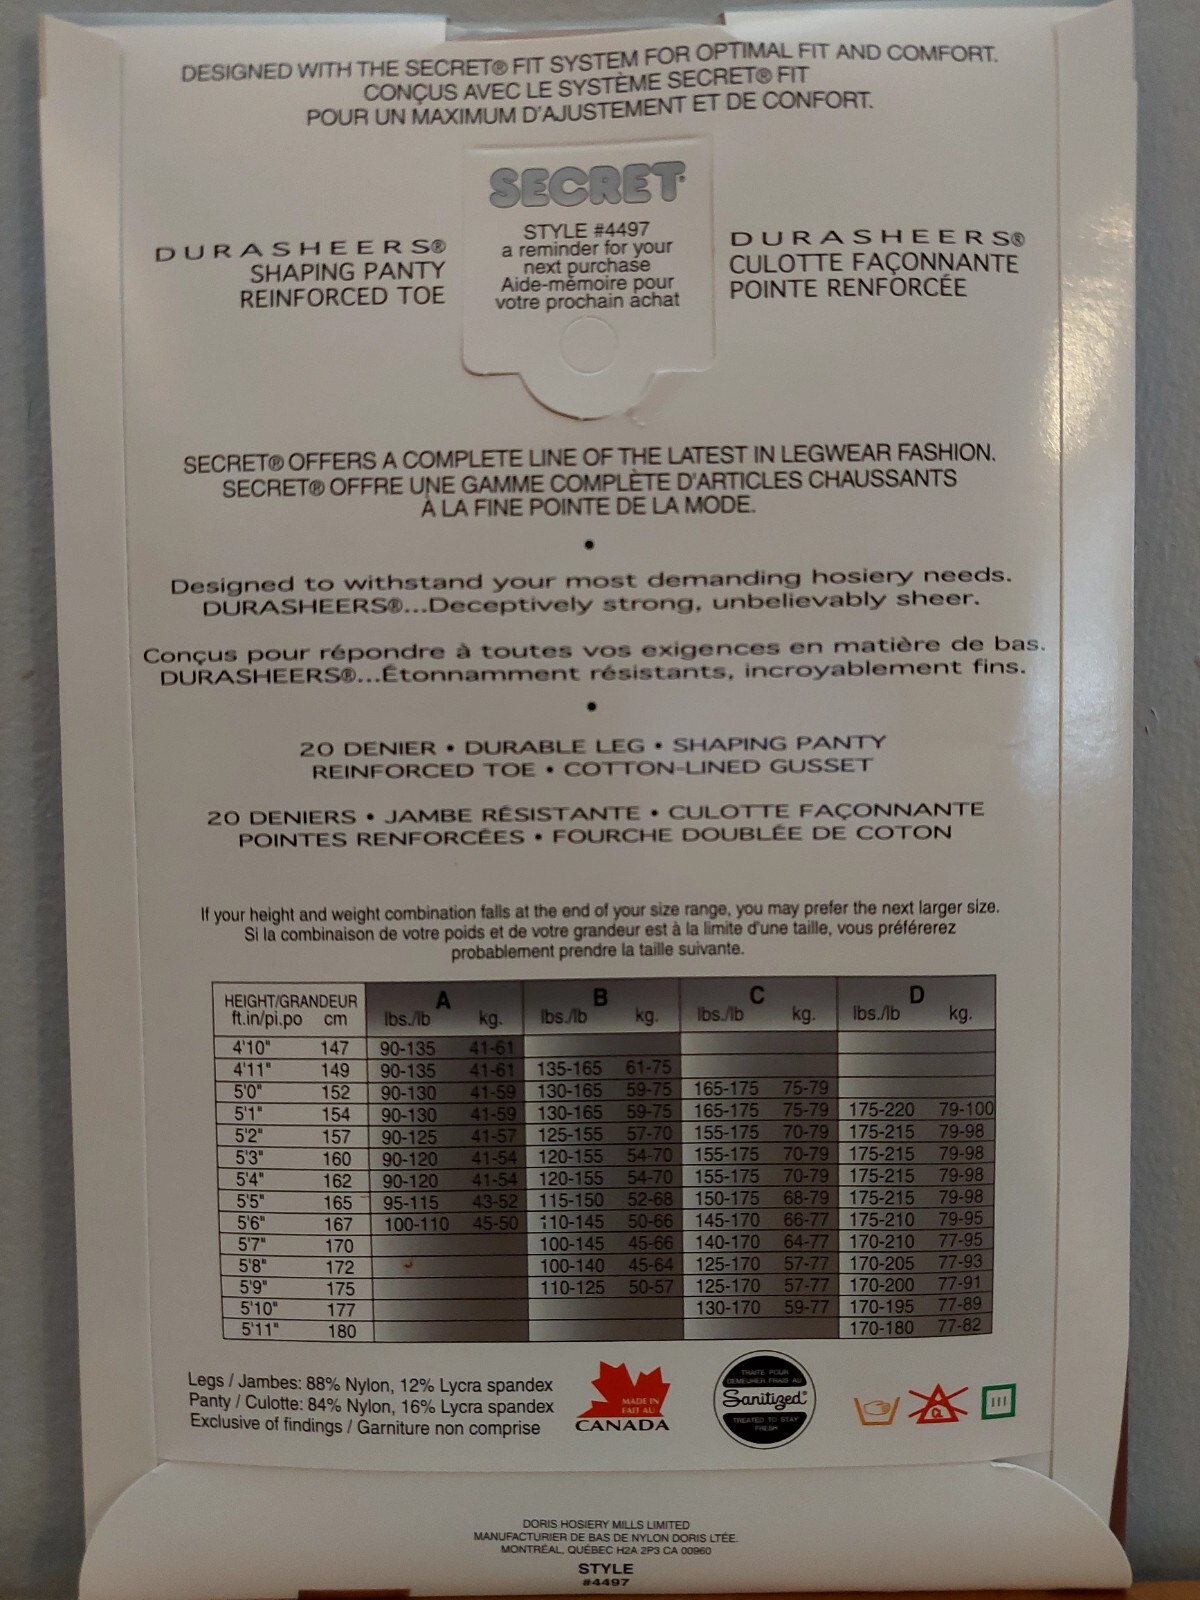 DESIGNED WITH THE SECRET® FIT SYSTEM FOR OPTIMAL FIT AND COMFORT.
CONÇUS AVEC LE SYSTÈME SECRET® FIT
POUR UN MAXIMUM D'AJUSTEMENT ET DE CONFORT.
DURASHEERS®
SHAPING PANTY
REINFORCED TOE
SECRET®
STYLE #4497
a reminder for your
next purchase
Aide-mémoire pour
votre prochain achat
DURASHEERS®
CULOTTE FAÇONNANTE
POINTE RENFORCÉE
SECRET® OFFERS A COMPLETE LINE OF THE LATEST IN LEGWEAR FASHION.
SECRET® OFFRE UNE GAMME COMPLÈTE D'ARTICLES CHAUSSANTS
À LA FINE POINTE DE LA MODE.
•
Designed to withstand your most demanding hosiery needs.
DURASHEERS®...Deceptively strong, unbelievably sheer.
Conçus pour répondre à toutes vos exigences en matière de bas.
DURASHEERS®...Étonnamment résistants, incroyablement fins.
•
20 DENIER • DURABLE LEG • SHAPING PANTY
REINFORCED TOE • COTTON-LINED GUSSET
20 DENIERS • JAMBE RÉSISTANTE • CULOTTE FAÇONNANTE
POINTES RENFORCÉES • FOURCHE DOUBLÉE DE COTON
If your height and weight combination falls at the end of your size range, you may prefer the next larger size.
Si la combinaison de votre poids et de votre grandeur est à la limite d'une taille, vous préférerez
probablement prendre la taille suivante.
HEIGHT/GRANDEUR A B C D
ft.in/pi.po cm lbs./lb kg. lbs./lb kg. lbs./lb kg. lbs./lb kg.
4'10" 147 90-135 41-61
4'11" 149 90-135 41-61 135-165 61-75
5'0" 152 90-130 41-59 130-165 59-75 165-175 75-79
5'1" 154 90-130 41-59 130-165 59-75 165-175 75-79 175-220 79-100
5'2" 157 90-125 41-57 125-155 57-70 155-175 70-79 175-215 79-98
5'3" 160 90-120 41-54 120-155 54-70 155-175 70-79 175-215 79-98
5'4" 162 90-120 41-54 120-155 54-70 155-175 70-79 175-215 79-98
5'5" 165 95-115 43-52 115-150 52-68 150-175 68-79 175-215 79-98
5'6" 167 100-110 45-50 110-145 50-66 145-170 66-77 175-210 79-95
5'7" 170 100-145 45-66 140-170 64-77 170-210 77-95
5'8" 172 100-140 45-64 125-170 57-77 170-205 77-93
5'9" 175 110-125 50-57 125-170 57-77 170-200 77-91
5'10" 177 130-170 59-77 170-195 77-89
5'11" 180 170-180 77-82
Legs / Jambes: 88% Nylon, 12% Lycra spandex
Panty / Culotte: 84% Nylon, 16% Lycra spandex
Exclusive of findings / Garniture non comprise
MADE IN
FAIT AU
CANADA
TRAITÉ POUR
DEMEURER FRAIS AU
Sanitized®
TREATED TO STAY
FRESH
CL
DORIS HOSIERY MILLS LIMITED
MANUFACTURIER DE BAS DE NYLON DORIS LTÉE.
MONTRÉAL, QUÉBEC H2A 2P3 CA 00960
STYLE
#4497